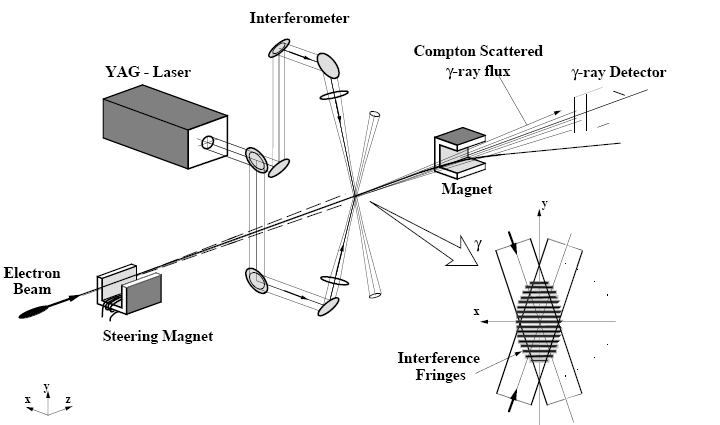 Interferometer
YAG - Laser
Compton Scattered
γ-ray flux
γ-ray Detector
Magnet
Electron
Beam
Steering Magnet
γ
y
x
Interference
Fringes
y
x
z